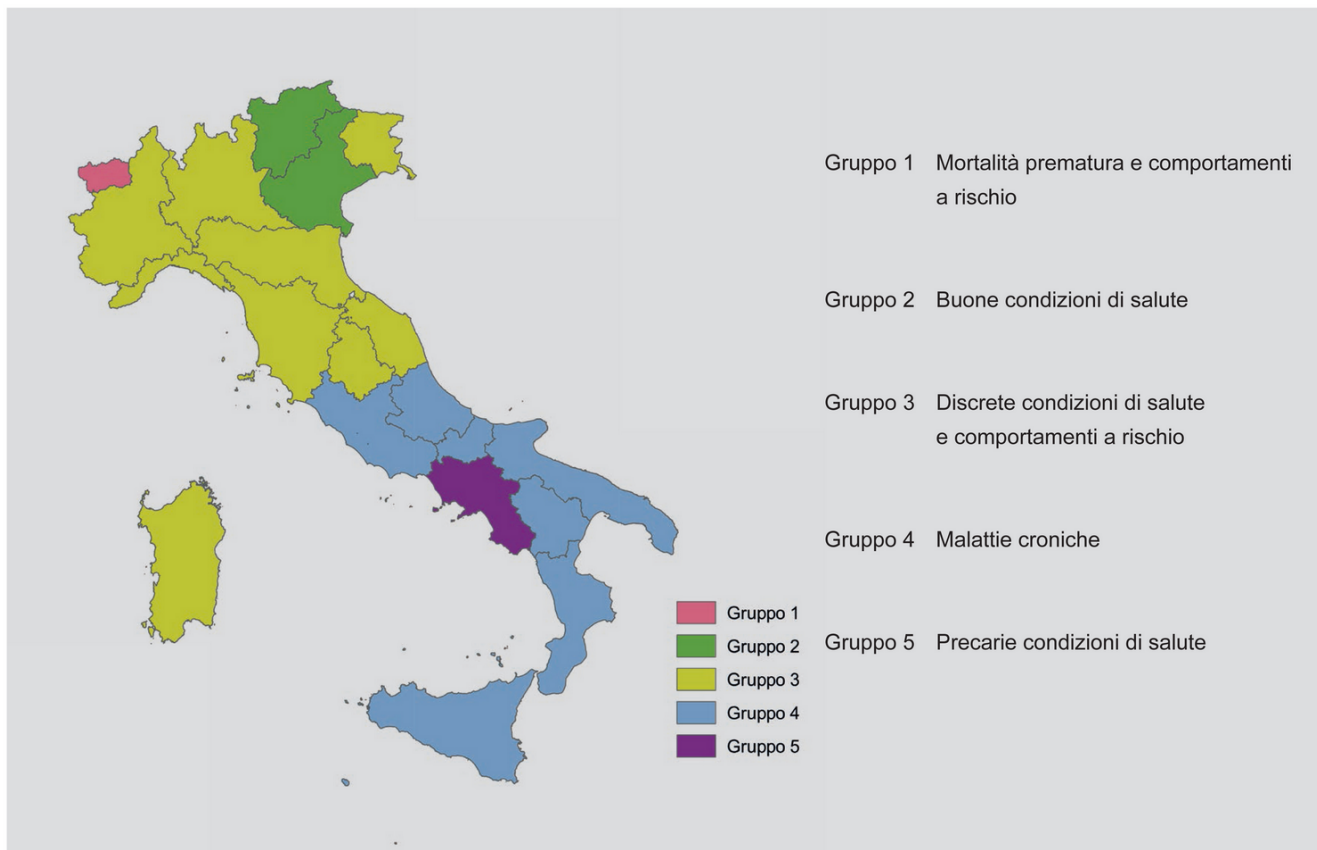 Gruppo 1 Mortalità prematura e comportamenti
a rischio
Gruppo 2 Buone condizioni di salute
Gruppo 3 Discrete condizioni di salute
e comportamenti a rischio
Gruppo 4 Malattie croniche
Gruppo 5 Precarie condizioni di salute
Gruppo 1
Gruppo 2
Gruppo 3
Gruppo 4
Gruppo 5